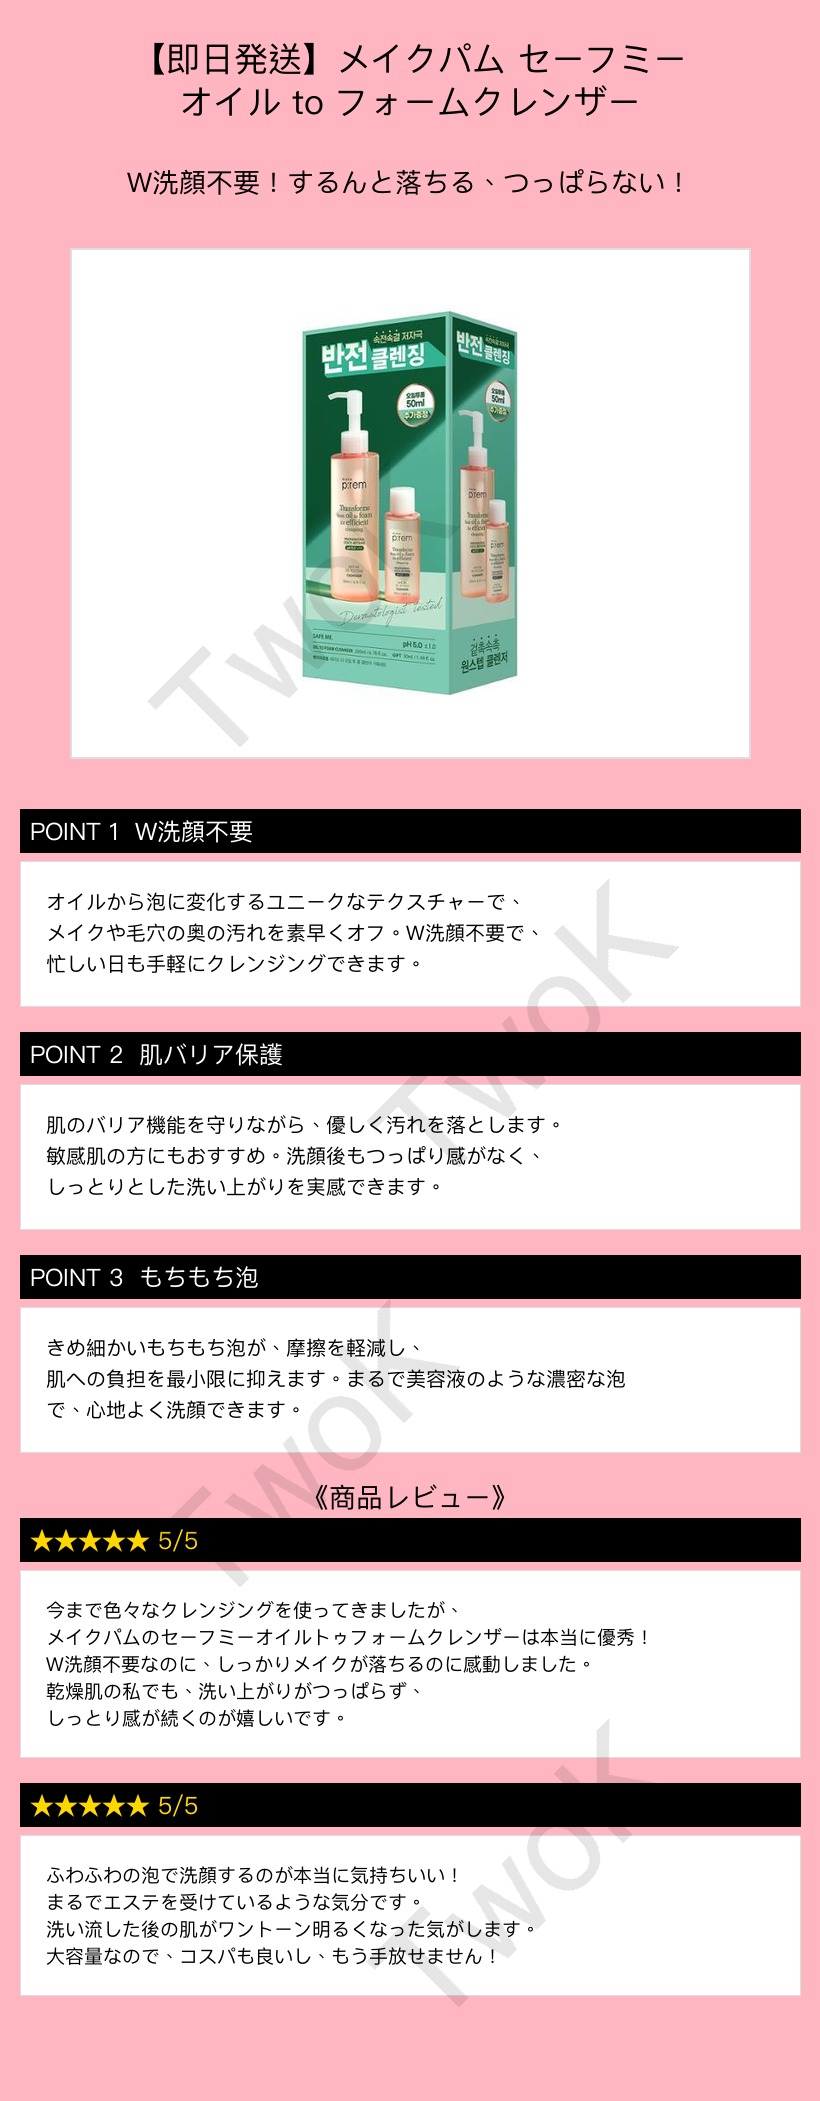 【即日発送】メイクパム セーフミー
オイル to フォームクレンザー
W洗顔不要！するんと落ちる、つっぱらない！
속전속결 저자극
반전 클렌징
오일투폼
50ml
추가증정
p:rem
Transforms
from oil to foam
for efficient
cleansing
CLEANSER
p:rem
Dermatologist tested
SAFE ME.
pH 5.0 ±1.0
OIL TO FOAM CLEANSER
GIFT
속전속결 저자극
반전 클렌징
오일투폼
50ml
추가증정
p:rem
p:rem
겉촉속촉
원스텝 클렌저
TwoK
POINT 1 W洗顔不要
オイルから泡に変化するユニークなテクスチャーで、
メイクや毛穴の奥の汚れを素早くオフ。W洗顔不要で、
忙しい日も手軽にクレンジングできます。
TwoK
POINT 2 肌バリア保護
肌のバリア機能を守りながら、優しく汚れを落とします。
敏感肌の方にもおすすめ。洗顔後もつっぱり感がなく、
しっとりとした洗い上がりを実感できます。
POINT 3 もちもち泡
きめ細かいもちもち泡が、摩擦を軽減し、
肌への負担を最小限に抑えます。まるで美容液のような濃密な泡
で、心地よく洗顔できます。
TwoK
《商品レビュー》
★★★★★ 5/5
今まで色々なクレンジングを使ってきましたが、
メイクパムのセーフミーオイルトゥフォームクレンザーは本当に優秀！
W洗顔不要なのに、しっかりメイクが落ちるのに感動しました。
乾燥肌の私でも、洗い上がりがつっぱらず、
しっとり感が続くのが嬉しいです。
★★★★★ 5/5
ふわふわの泡で洗顔するのが本当に気持ちいい！
まるでエステを受けているような気分です。
洗い流した後の肌がワントーン明るくなった気がします。
大容量なので、コスパも良いし、もう手放せません！
TwoK